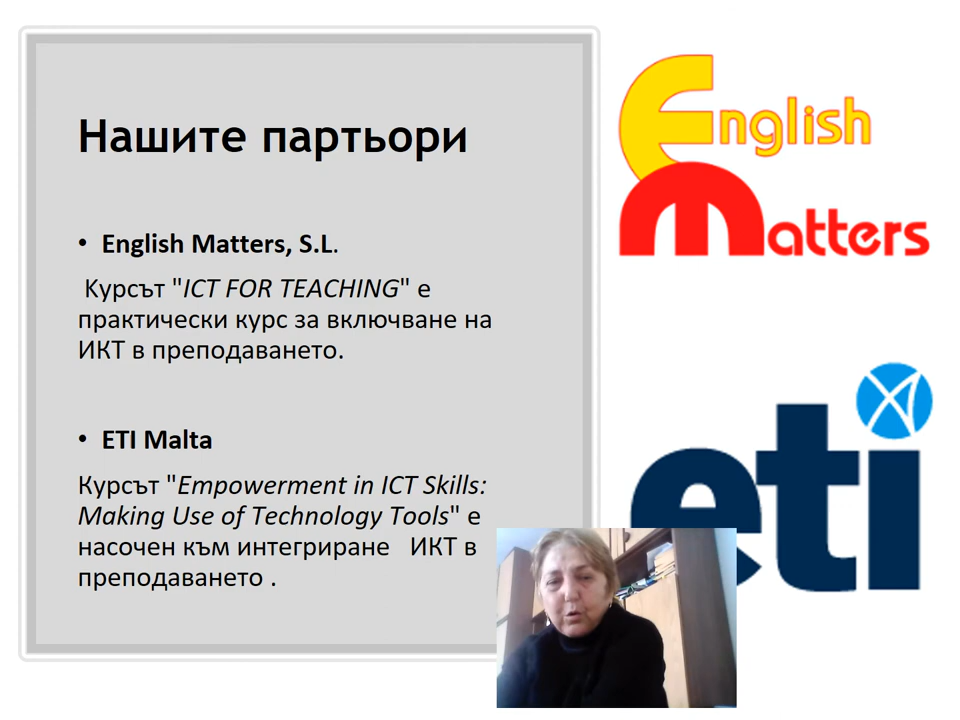 Нашите партьори
• English Matters, S.L.
Курсът "ICT FOR TEACHING" е
практически курс за включване на
ИКТ в преподаването.
• ETI Malta
Курсът "Empowerment in ICT Skills:
Making Use of Technology Tools" е
насочен към интегриране ИКТ в
преподаването .
English
Matters
eti